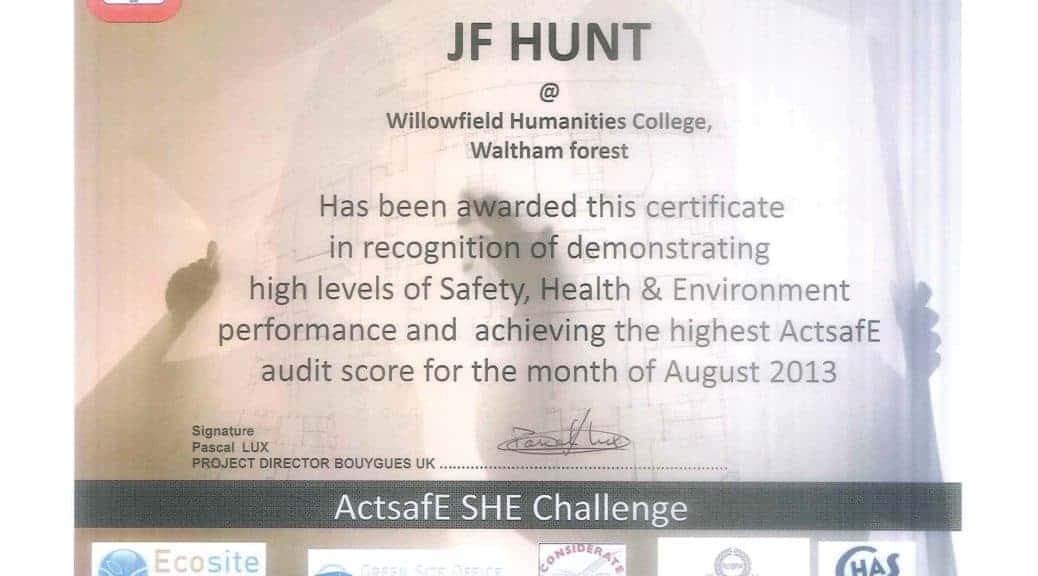 JF HUNT
@
Willowfield Humanities College,
Waltham forest
Has been awarded this certificate
in recognition of demonstrating
high levels of Safety, Health & Environment
performance and achieving the highest ActsafE
audit score for the month of August 2013
Signature
Pascal LUX
PROJECT DIRECTOR BOUYGUES UK
Pascal Lux
ActsafE SHE Challenge
Ecosite
GREEN SITE OFFICE
CONSIDERATE
CHAS